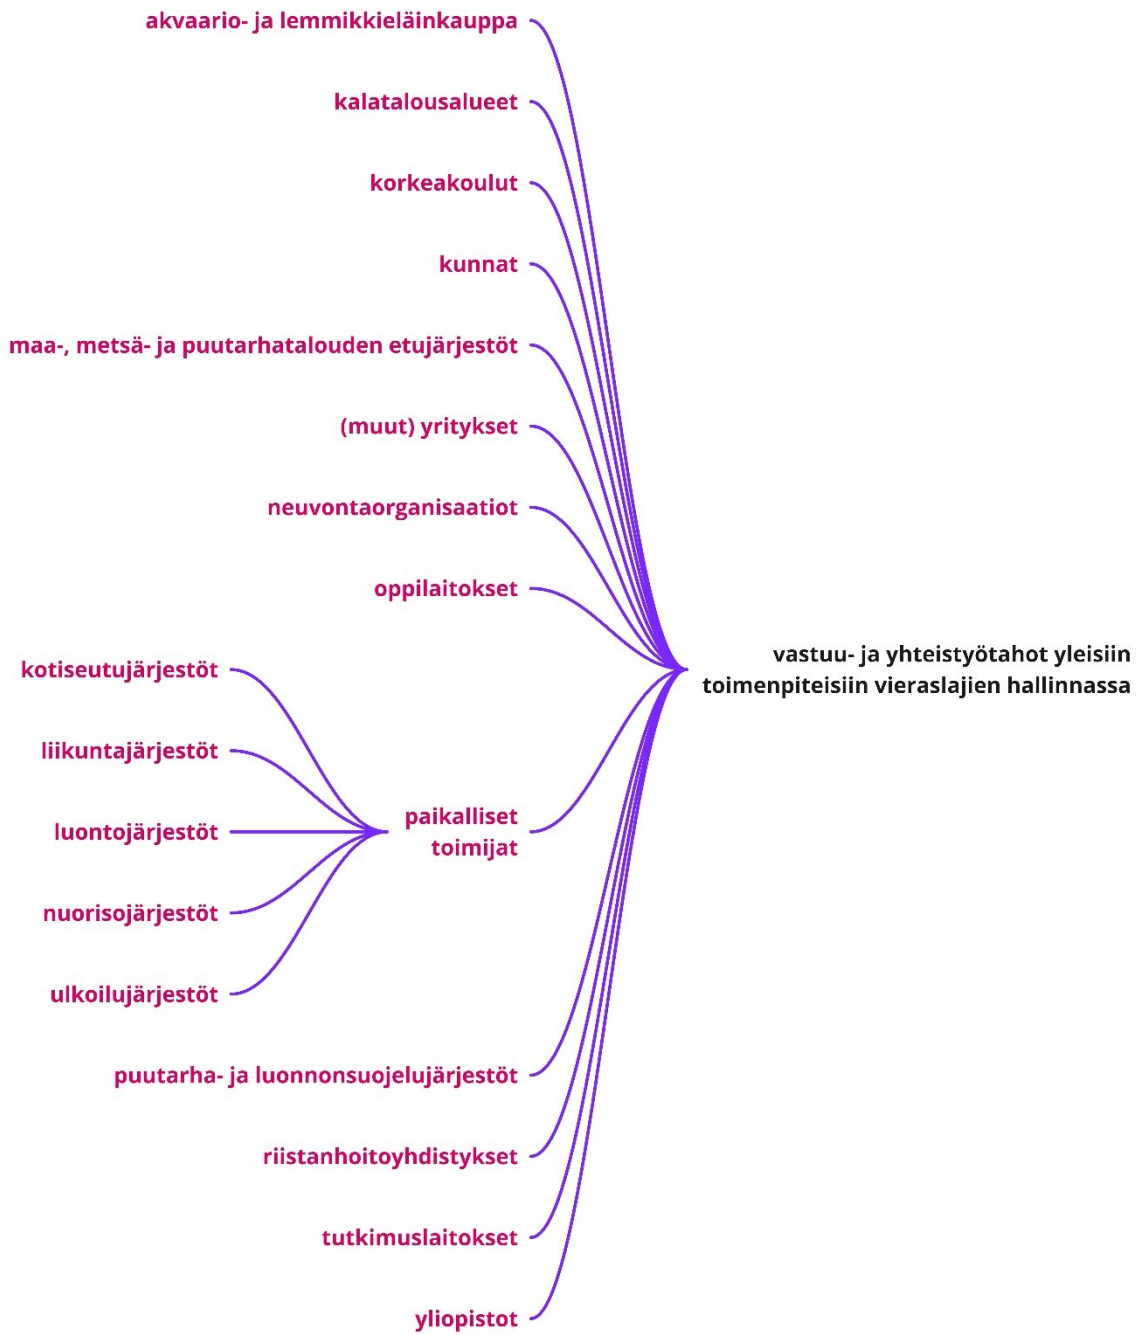 akvaario- ja lemmikkieläinkauppa
kalatalousalueet
korkeakoulut
kunnat
maa-, metsä- ja puutarhatalouden etujärjestöt
(muut) yritykset
neuvontaorganisaatiot
oppilaitokset
vastuu- ja yhteistyötahot yleisiin
toimenpiteisiin vieraslajien hallinnassa
kotiseutujärjestöt
liikuntajärjestöt
luontojärjestöt
nuorisojärjestöt
ulkoilujärjestöt
paikalliset
toimijat
puutarha- ja luonnonsuojelujärjestöt
riistanhoitoyhdistykset
tutkimuslaitokset
yliopistot